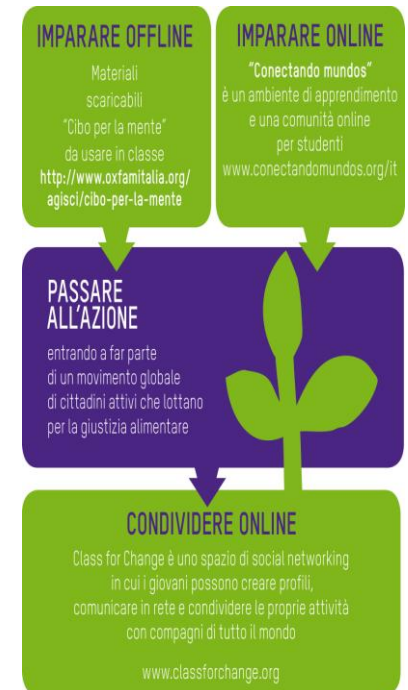 IMPARARE OFFLINE
Materiali
scaricabili
“Cibo per la mente”
da usare in classe
http://www.oxfamitalia.org/
agisci/cibo-per-la-mente
IMPARARE ONLINE
“Conectando mundos”
è un ambiente di apprendimento
e una comunità online
per studenti
www.conectandomundos.org/it
PASSARE
ALL'AZIONE
entrando a far parte
di un movimento globale
di cittadini attivi che lottano
per la giustizia alimentare
CONDIVIDERE ONLINE
Class for Change è uno spazio di social networking
in cui i giovani possono creare profili,
comunicare in rete e condividere le proprie attività
con compagni di tutto il mondo
www.classforchange.org